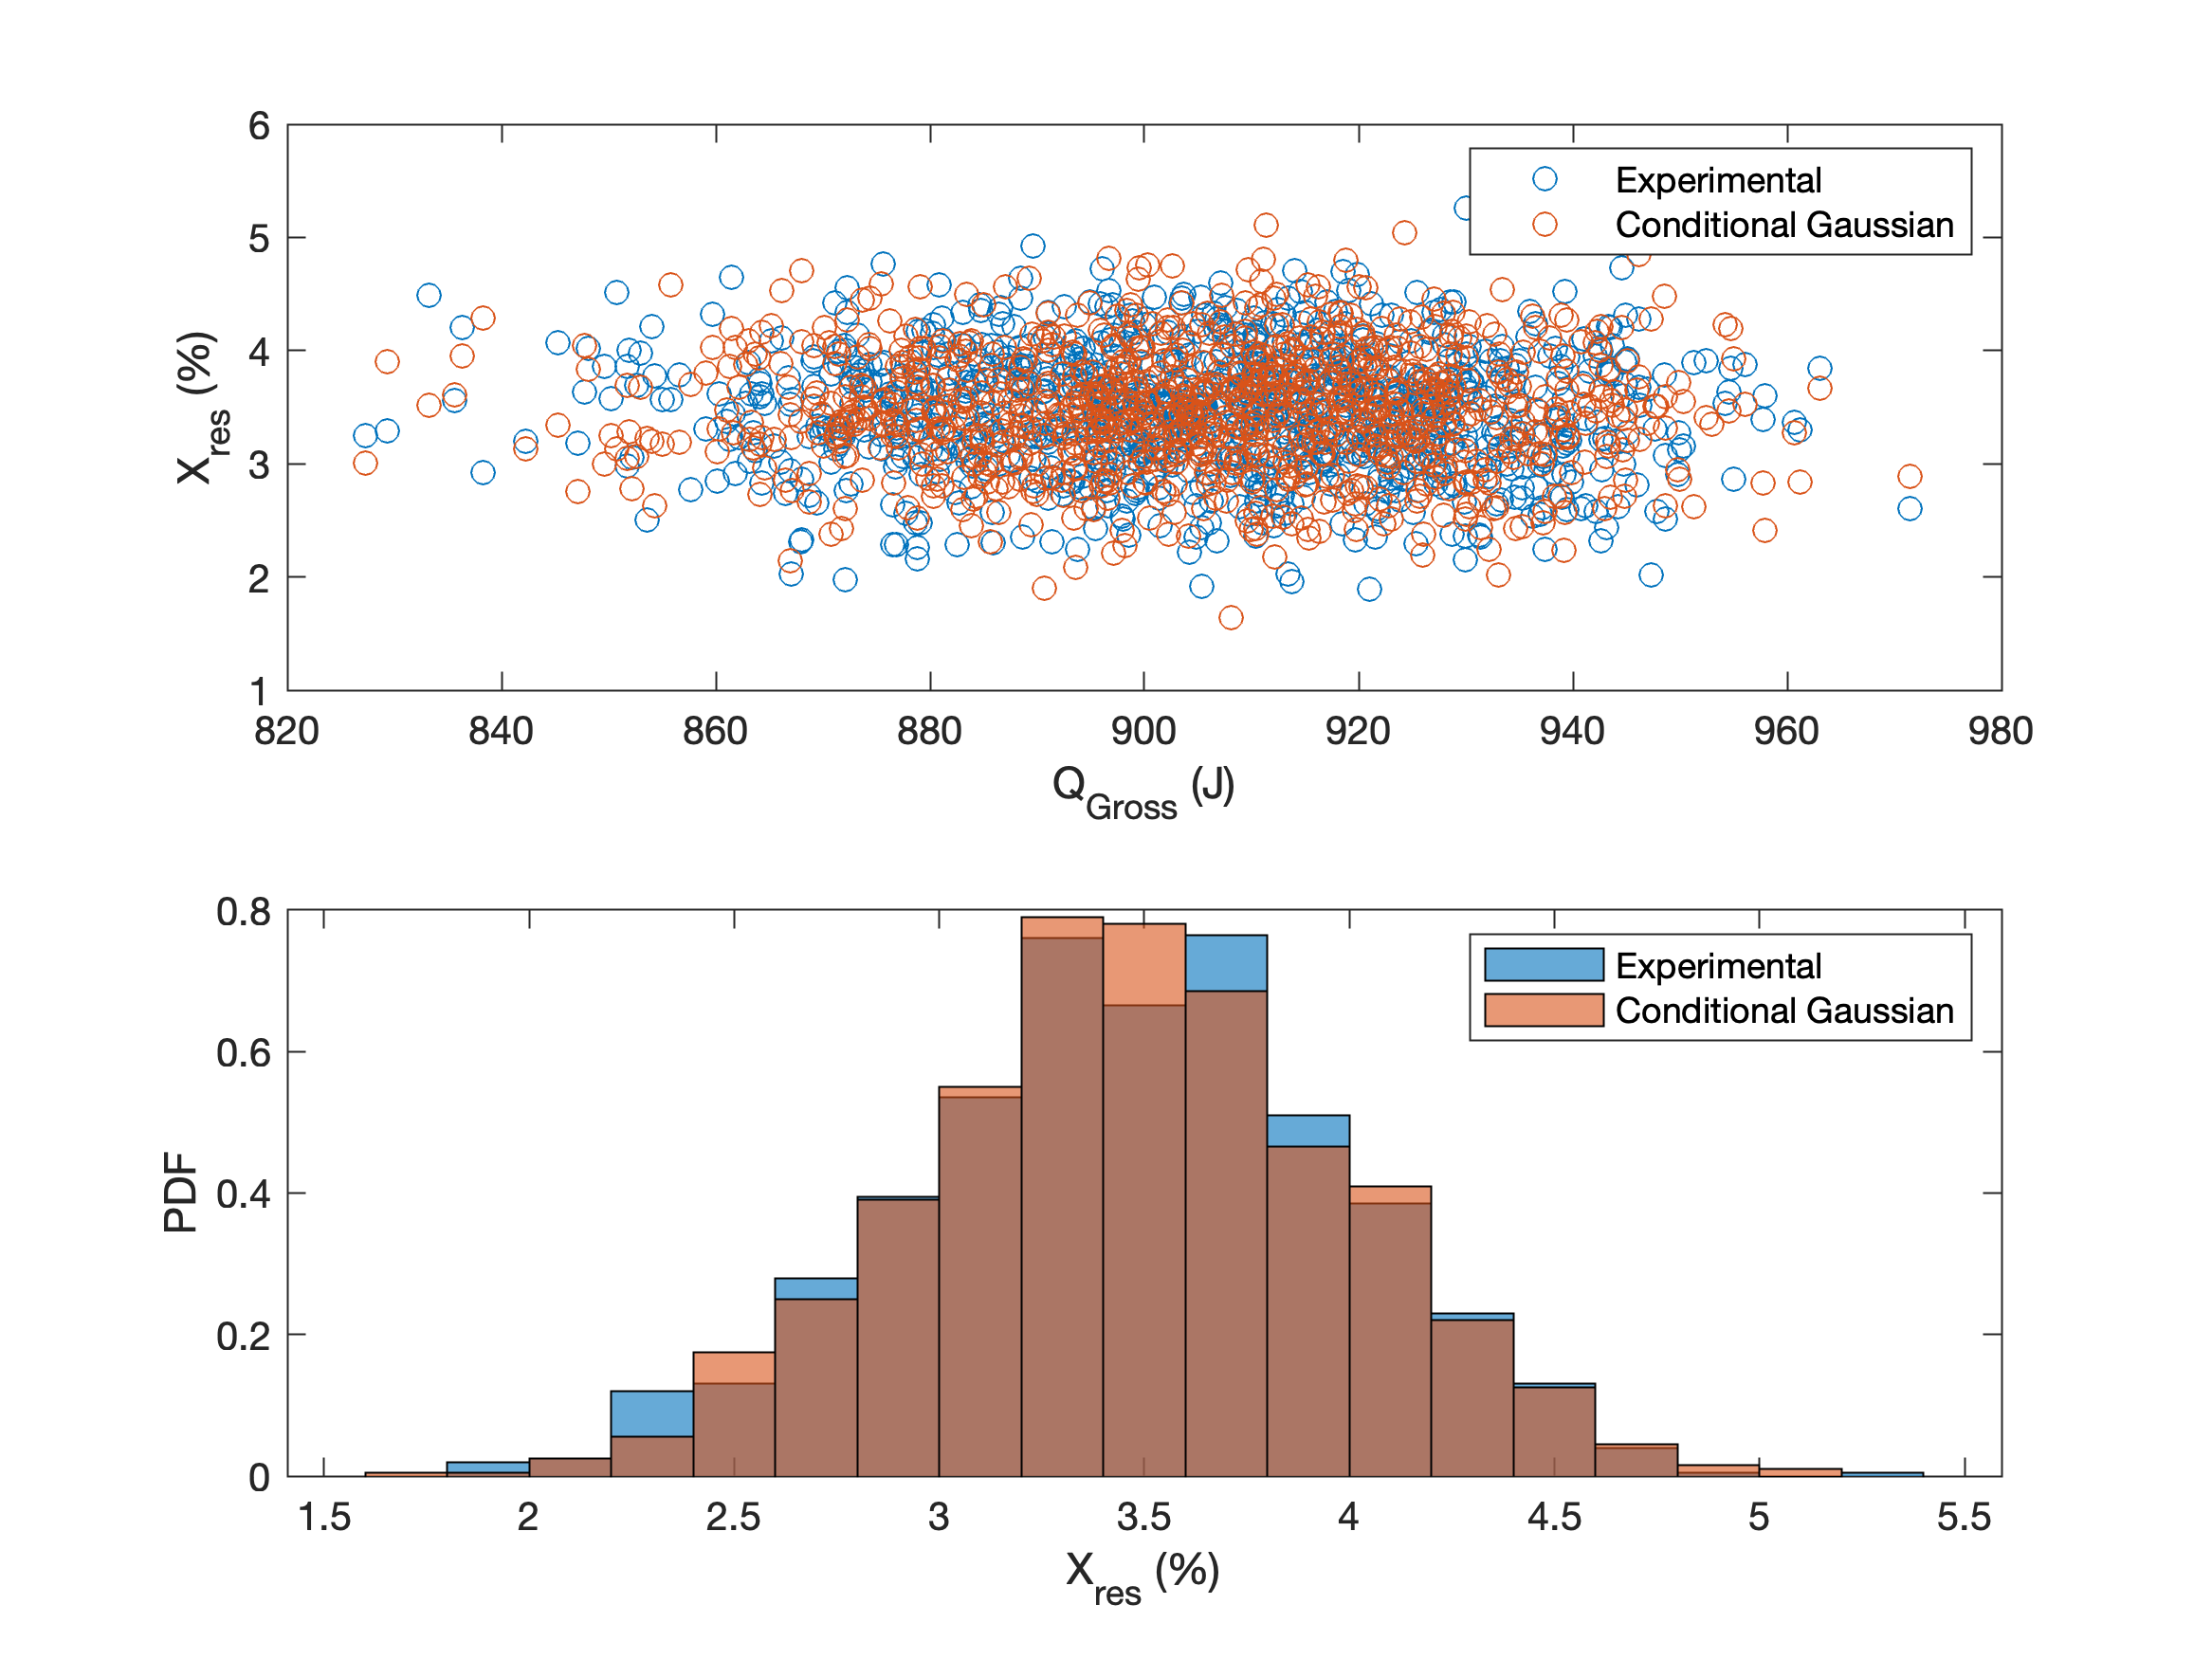 6
5
4
3
2
1
X_res (%)
Experimental
Conditional Gaussian
820 840 860 880 900 920 940 960 980
Q_Gross (J)
0.8
0.6
0.4
0.2
0
PDF
Experimental
Conditional Gaussian
1.5 2 2.5 3 3.5 4 4.5 5 5.5
X_res (%)